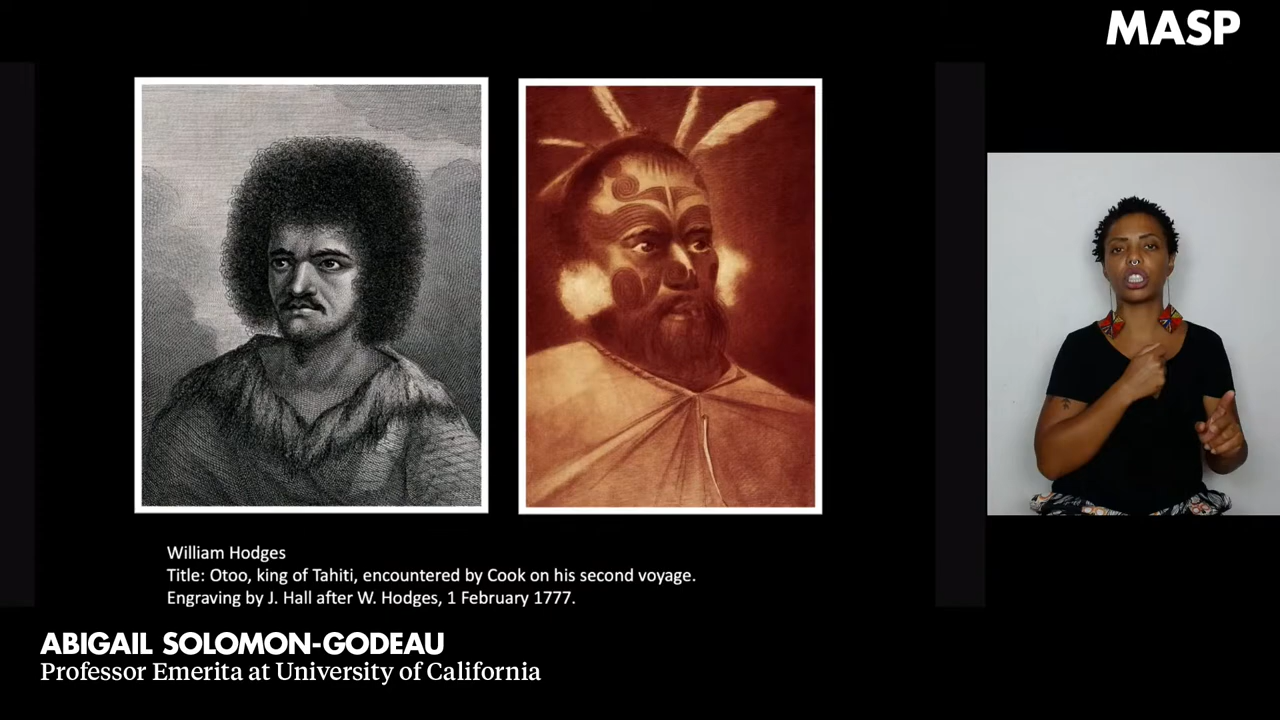 MASP
William Hodges
Title: Otoo, king of Tahiti, encountered by Cook on his second voyage.
Engraving by J. Hall after W. Hodges, 1 February 1777.
ABIGAIL SOLOMON-GODEAU
Professor Emerita at University of California